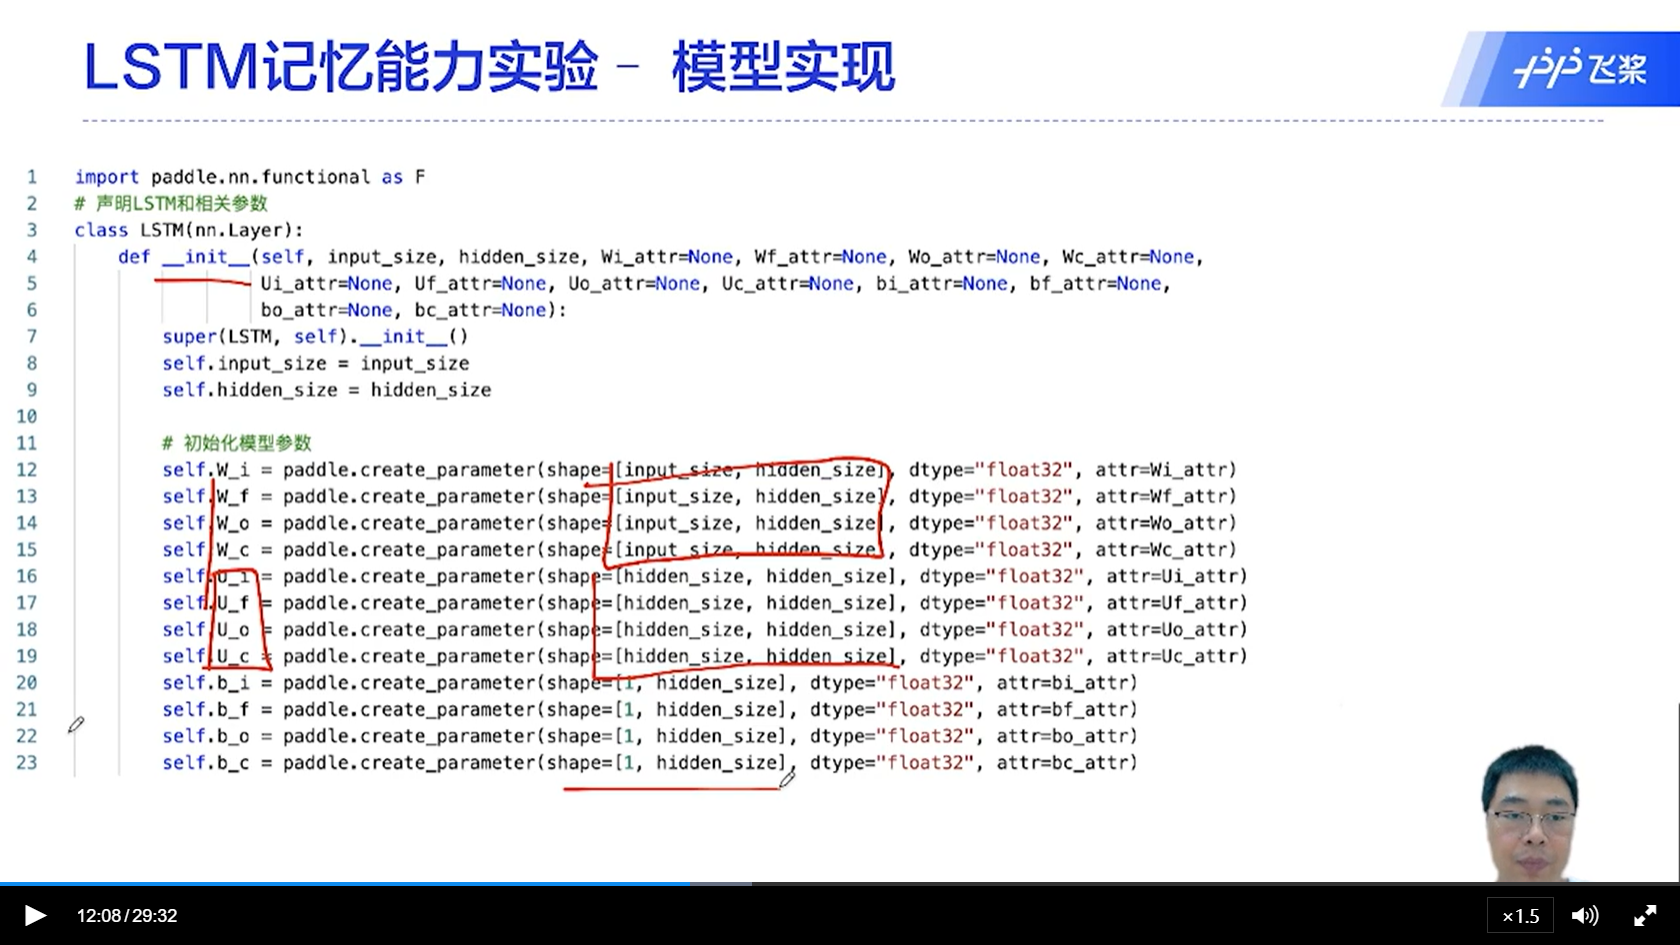 LSTM记忆能力实验 - 模型实现
飞桨
1 import paddle.nn.functional as F
2 # 声明LSTM和相关参数
3 class LSTM(nn.Layer):
4 def __init__(self, input_size, hidden_size, Wi_attr=None, Wf_attr=None, Wo_attr=None, Wc_attr=None,
5 Ui_attr=None, Uf_attr=None, Uo_attr=None, Uc_attr=None, bi_attr=None, bf_attr=None,
6 bo_attr=None, bc_attr=None):
7 super(LSTM, self).__init__()
8 self.input_size = input_size
9 self.hidden_size = hidden_size
10
11 # 初始化模型参数
12 self.W_i = paddle.create_parameter(shape=[input_size, hidden_size], dtype="float32", attr=Wi_attr)
13 self.W_f = paddle.create_parameter(shape=[input_size, hidden_size], dtype="float32", attr=Wf_attr)
14 self.W_o = paddle.create_parameter(shape=[input_size, hidden_size], dtype="float32", attr=Wo_attr)
15 self.W_c = paddle.create_parameter(shape=[input_size, hidden_size], dtype="float32", attr=Wc_attr)
16 self.U_i = paddle.create_parameter(shape=[hidden_size, hidden_size], dtype="float32", attr=Ui_attr)
17 self.U_f = paddle.create_parameter(shape=[hidden_size, hidden_size], dtype="float32", attr=Uf_attr)
18 self.U_o = paddle.create_parameter(shape=[hidden_size, hidden_size], dtype="float32", attr=Uo_attr)
19 self.U_c = paddle.create_parameter(shape=[hidden_size, hidden_size], dtype="float32", attr=Uc_attr)
20 self.b_i = paddle.create_parameter(shape=[1, hidden_size], dtype="float32", attr=bi_attr)
21 self.b_f = paddle.create_parameter(shape=[1, hidden_size], dtype="float32", attr=bf_attr)
22 self.b_o = paddle.create_parameter(shape=[1, hidden_size], dtype="float32", attr=bo_attr)
23 self.b_c = paddle.create_parameter(shape=[1, hidden_size], dtype="float32", attr=bc_attr)
12:08/29:32
×1.5